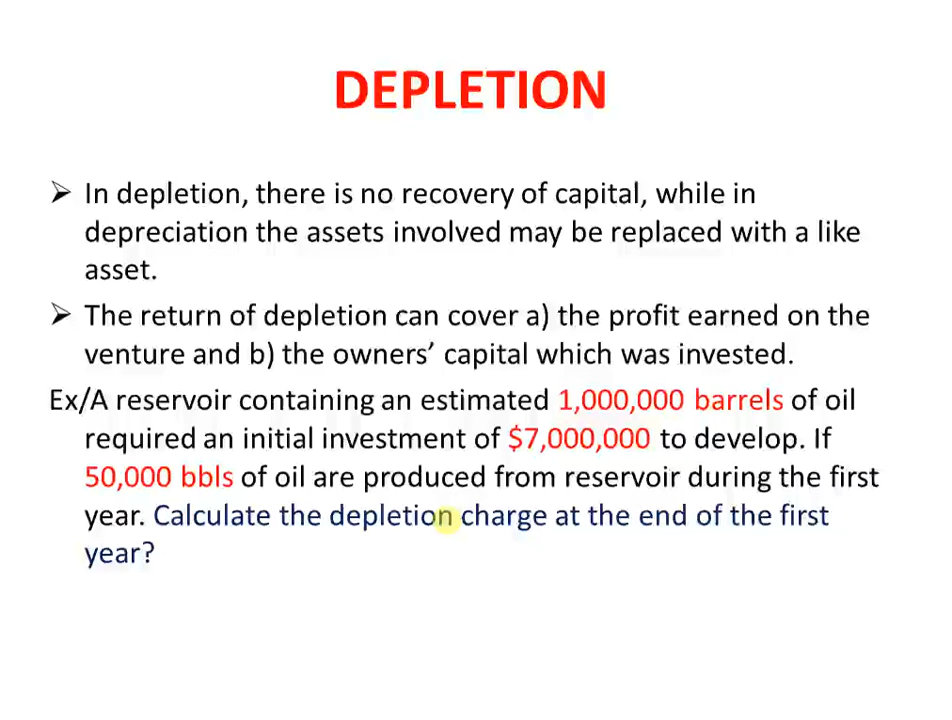 DEPLETION
➢ In depletion, there is no recovery of capital, while in
depreciation the assets involved may be replaced with a like
asset.
➢ The return of depletion can cover a) the profit earned on the
venture and b) the owners’ capital which was invested.
Ex/A reservoir containing an estimated 1,000,000 barrels of oil
required an initial investment of $7,000,000 to develop. If
50,000 bbls of oil are produced from reservoir during the first
year. Calculate the depletion charge at the end of the first
year?